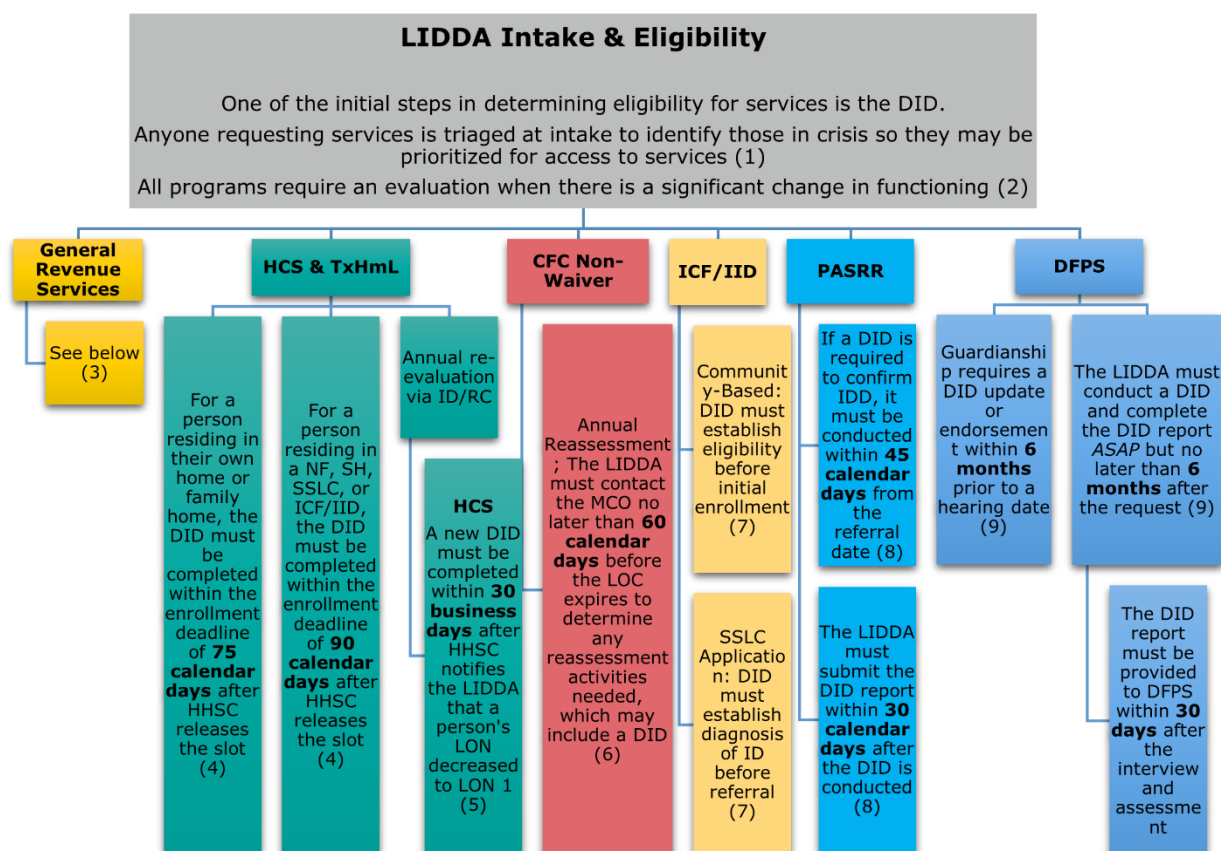 LIDDA Intake & Eligibility
One of the initial steps in determining eligibility for services is the DID.
Anyone requesting services is triaged at intake to identify those in crisis so they may be
prioritized for access to services (1)
All programs require an evaluation when there is a significant change in functioning (2)
General
Revenue
Services
See below
(3)
HCS & TxHmL
For a
person
residing in
their own
home or
family
home, the
DID must
be
completed
within the
enrollment
deadline
of 75
calendar
days after
HHSC
releases
the slot
(4)
For a
person
residing in
a NF, SH,
SSLC, or
ICF/IID,
the DID
must be
completed
within the
enrollment
deadline
of 90
calendar
days after
HHSC
releases
the slot
(4)
Annual re-
evaluation
via ID/RC
HCS
A new DID
must be
completed
within 30
business
days after
HHSC
notifies the
LIDDA
that a
person's
LON
decreased
to LON 1
(5)
CFC Non-
Waiver
Annual
Reassessment
; The LIDDA
must contact
the MCO no
later than 60
calendar
days before
the LOC
expires to
determine
any
reassessment
activities
needed,
which may
include a DID
(6)
ICF/IID
Communit
y-Based:
DID must
establish
eligibility
before
initial
enrollment
(7)
SSLC
Applicatio
n: DID
must
establish
diagnosis
of ID
before
referral
(7)
PASRR
If a DID is
required to
confirm
IDD, it
must be
conducted
within 45
calendar
days from
the
referral
date (8)
The LIDDA
must
submit the
DID report
within 30
calendar
days after
the DID is
conducted
(8)
DFPS
Guardianshi
p requires a
DID update
or
endorsemen
t within 6
months
prior to a
hearing date
(9)
The LIDDA must
conduct a DID
and complete
the DID report
ASAP but no
later than 6
months after
the request (9)
The DID
report
must be
provided
to DFPS
within 30
days after
the
interview
and
assessme
nt